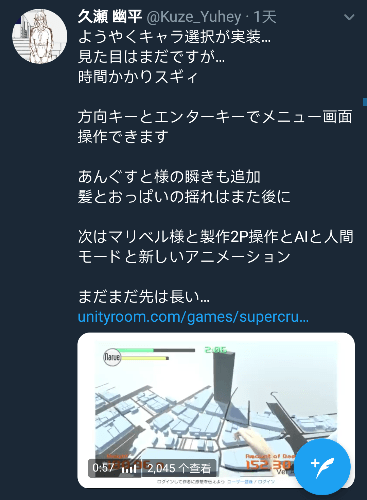 久瀬 幽平 @Kuze_Yuhey · 1天
ようやくキャラ選択が実装…
見た目はまだですが…
時間かかりスギィ
方向キーとエンターキーでメニュー画面
操作できます
あんぐすと様の瞬きも追加
髪とおっぱいの揺れはまた後に
次はマリベル様と製作2P操作とAIと人間
モードと新しいアニメーション
まだまだ先は長い…
unityroom.com/games/supercru…
Narue
0:57
2,045 个查看